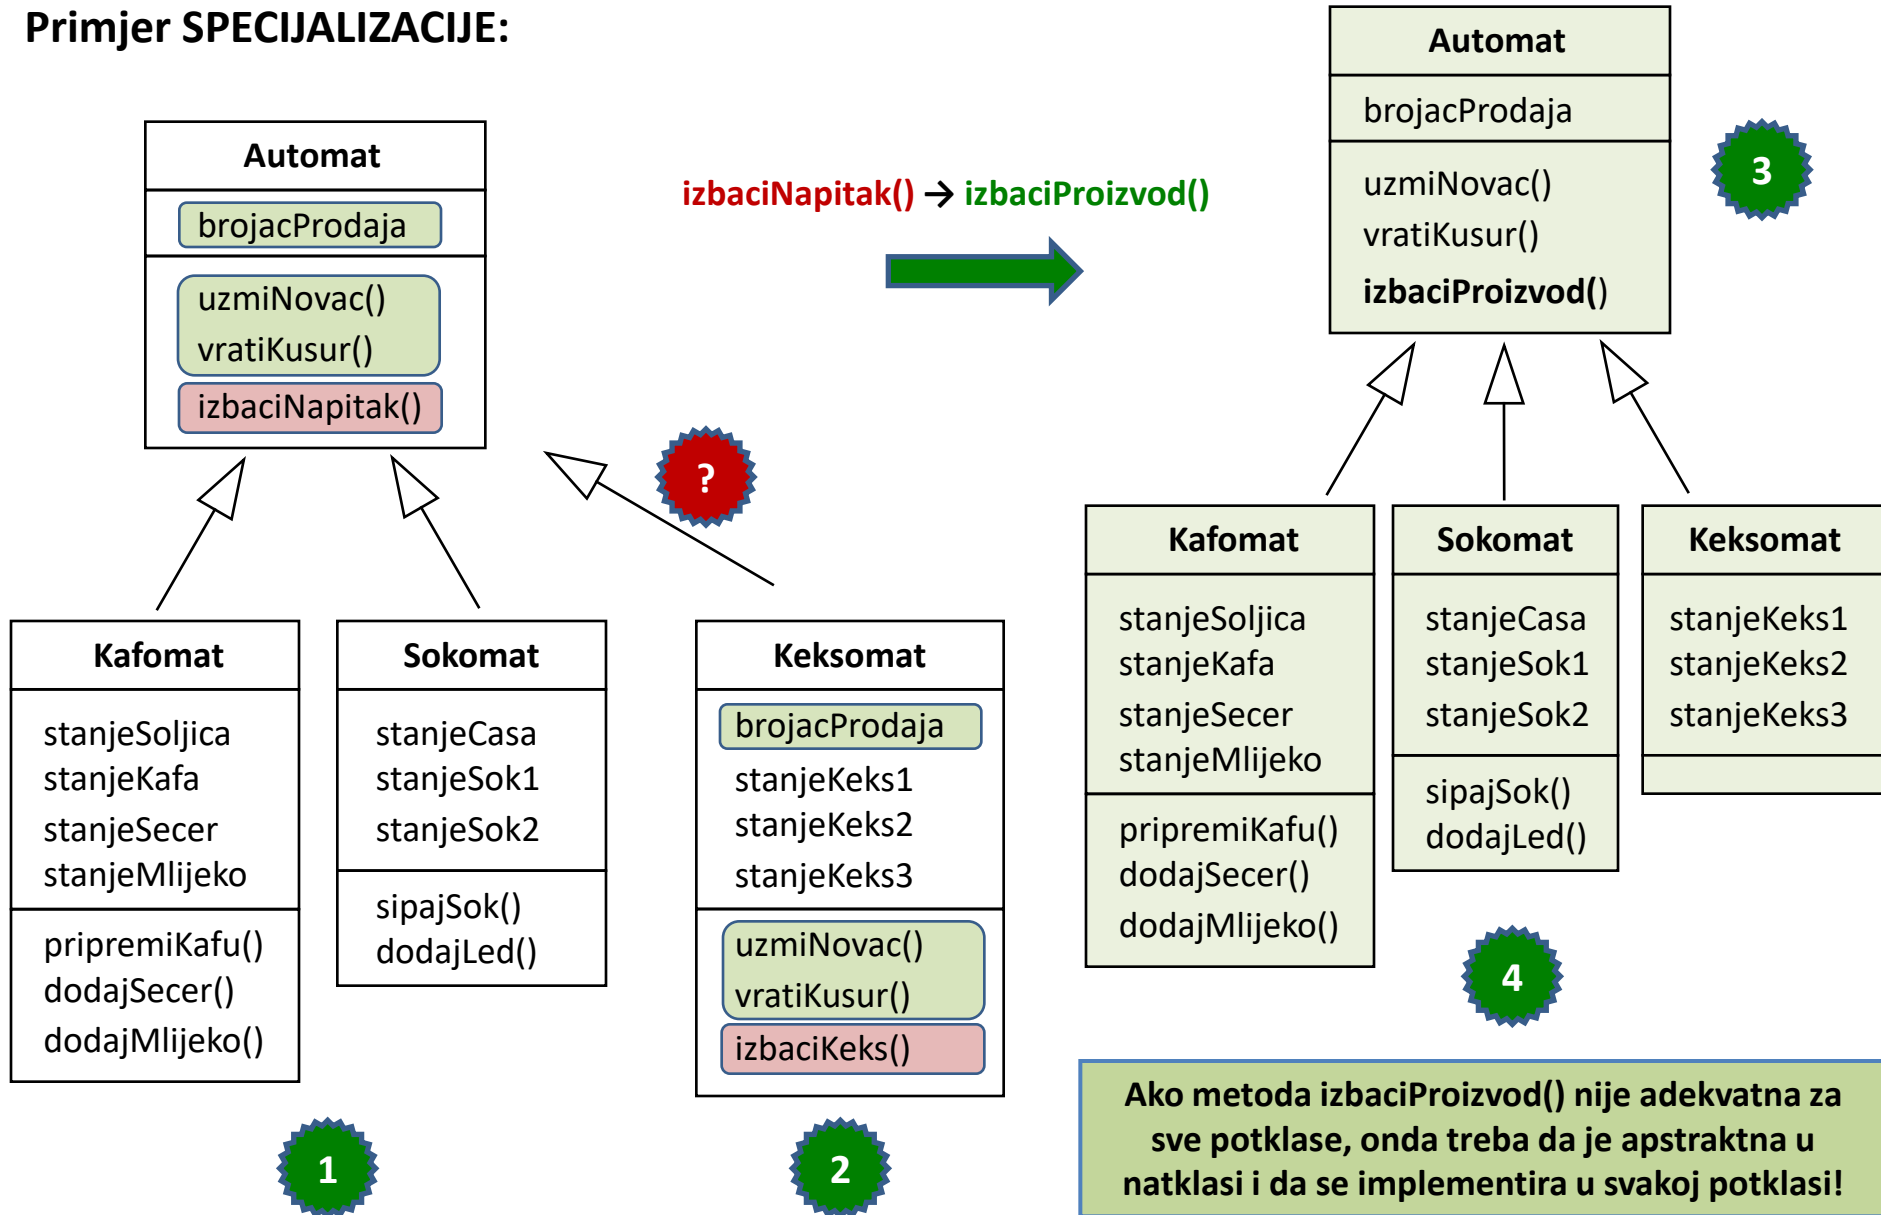 Primjer SPECIJALIZACIJE:
Automat
brojacProdaja
uzmiNovac()
vratiKusur()
izbaciNapitak()
?
Kafomat
stanjeSoljica
stanjeKafa
stanjeSecer
stanjeMlijeko
pripremiKafu()
dodajSecer()
dodajMlijeko()
1
Sokomat
stanjeCasa
stanjeSok1
stanjeSok2
sipajSok()
dodajLed()
Keksomat
brojacProdaja
stanjeKeks1
stanjeKeks2
stanjeKeks3
uzmiNovac()
vratiKusur()
izbaciKeks()
2
izbaciNapitak() → izbaciProizvod()
Automat
brojacProdaja
uzmiNovac()
vratiKusur()
izbaciProizvod()
3
Kafomat
stanjeSoljica
stanjeKafa
stanjeSecer
stanjeMlijeko
pripremiKafu()
dodajSecer()
dodajMlijeko()
Sokomat
stanjeCasa
stanjeSok1
stanjeSok2
sipajSok()
dodajLed()
Keksomat
stanjeKeks1
stanjeKeks2
stanjeKeks3
4
Ako metoda izbaciProizvod() nije adekvatna za
sve potklase, onda treba da je apstraktna u
natklasi i da se implementira u svakoj potklasi!